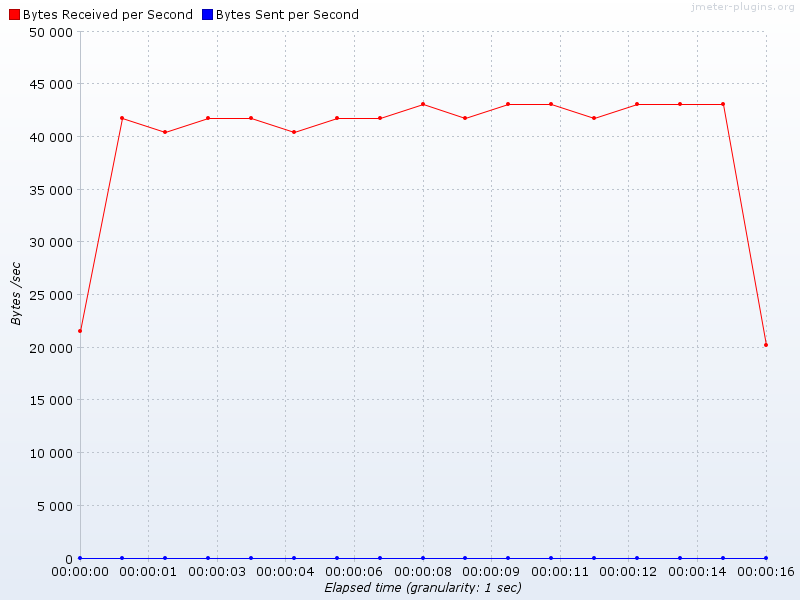 jmeter-plugins.org
Bytes Received per Second Bytes Sent per Second
50 000
45 000
40 000
35 000
30 000
25 000
20 000
15 000
10 000
5 000
0
Bytes /sec
00:00:00 00:00:01 00:00:03 00:00:04 00:00:06 00:00:08 00:00:09 00:00:11 00:00:12 00:00:14 00:00:16
Elapsed time (granularity: 1 sec)